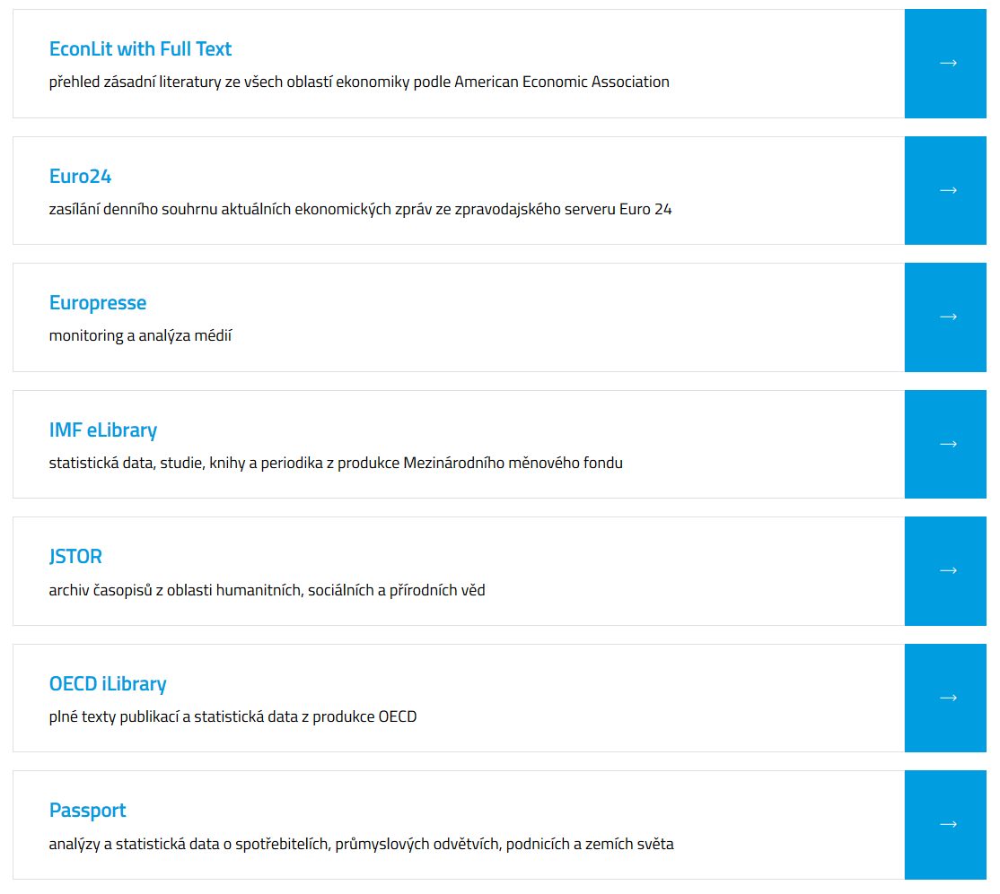 EconLit with Full Text
přehled zásadní literatury ze všech oblastí ekonomiky podle American Economic Association
→
Euro24
zasílání denního souhrnu aktuálních ekonomických zpráv ze zpravodajského serveru Euro 24
→
Europresse
monitoring a analýza médií
→
IMF eLibrary
statistická data, studie, knihy a periodika z produkce Mezinárodního měnového fondu
→
JSTOR
archiv časopisů z oblasti humanitních, sociálních a přírodních věd
→
OECD iLibrary
plné texty publikací a statistická data z produkce OECD
→
Passport
analýzy a statistická data o spotřebitelích, průmyslových odvětvích, podnicích a zemích světa
→